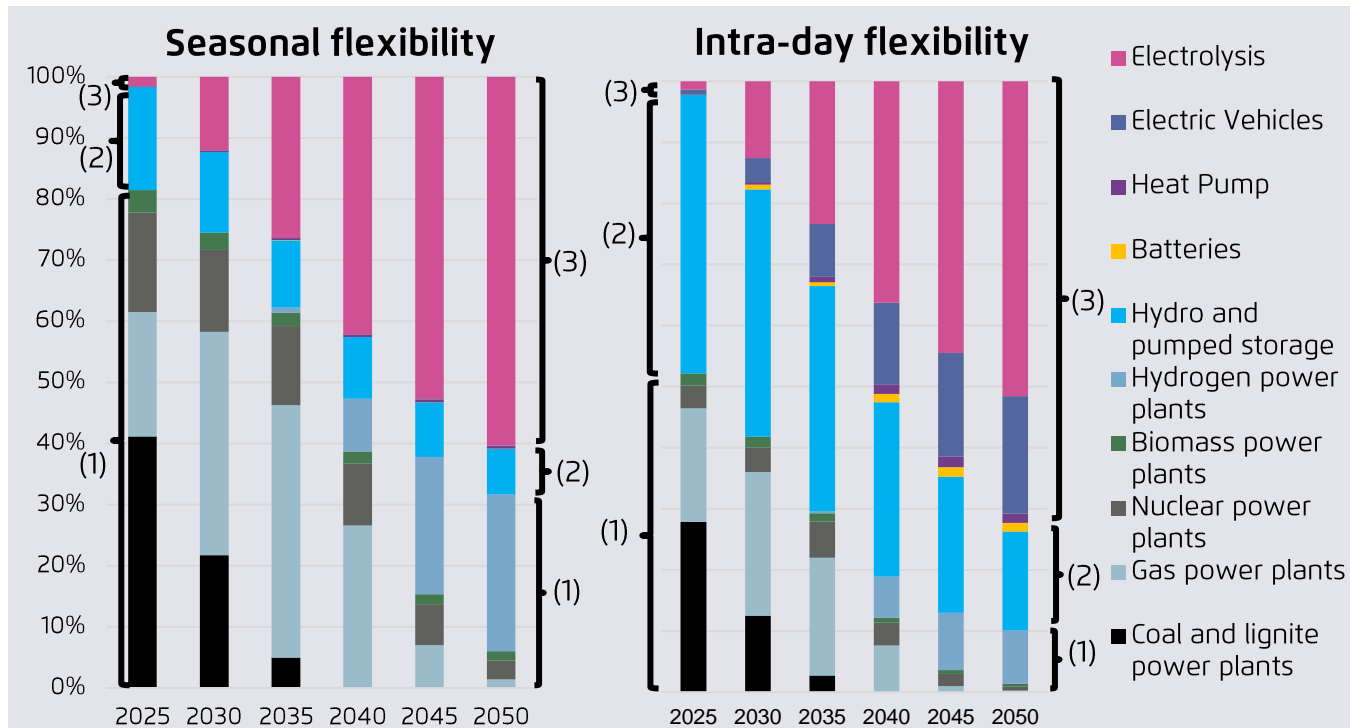 Seasonal flexibility
Intra-day flexibility
100%
90%
80%
70%
60%
50%
40%
30%
20%
10%
0%
(3)
(2)
(1)
(3)
(2)
(1)
2025 2030 2035 2040 2045 2050
(3)
(2)
(1)
(3)
(2)
(1)
2025 2030 2035 2040 2045 2050
Electrolysis
Electric Vehicles
Heat Pump
Batteries
Hydro and
pumped storage
Hydrogen power
plants
Biomass power
plants
Nuclear power
plants
Gas power plants
Coal and lignite
power plants